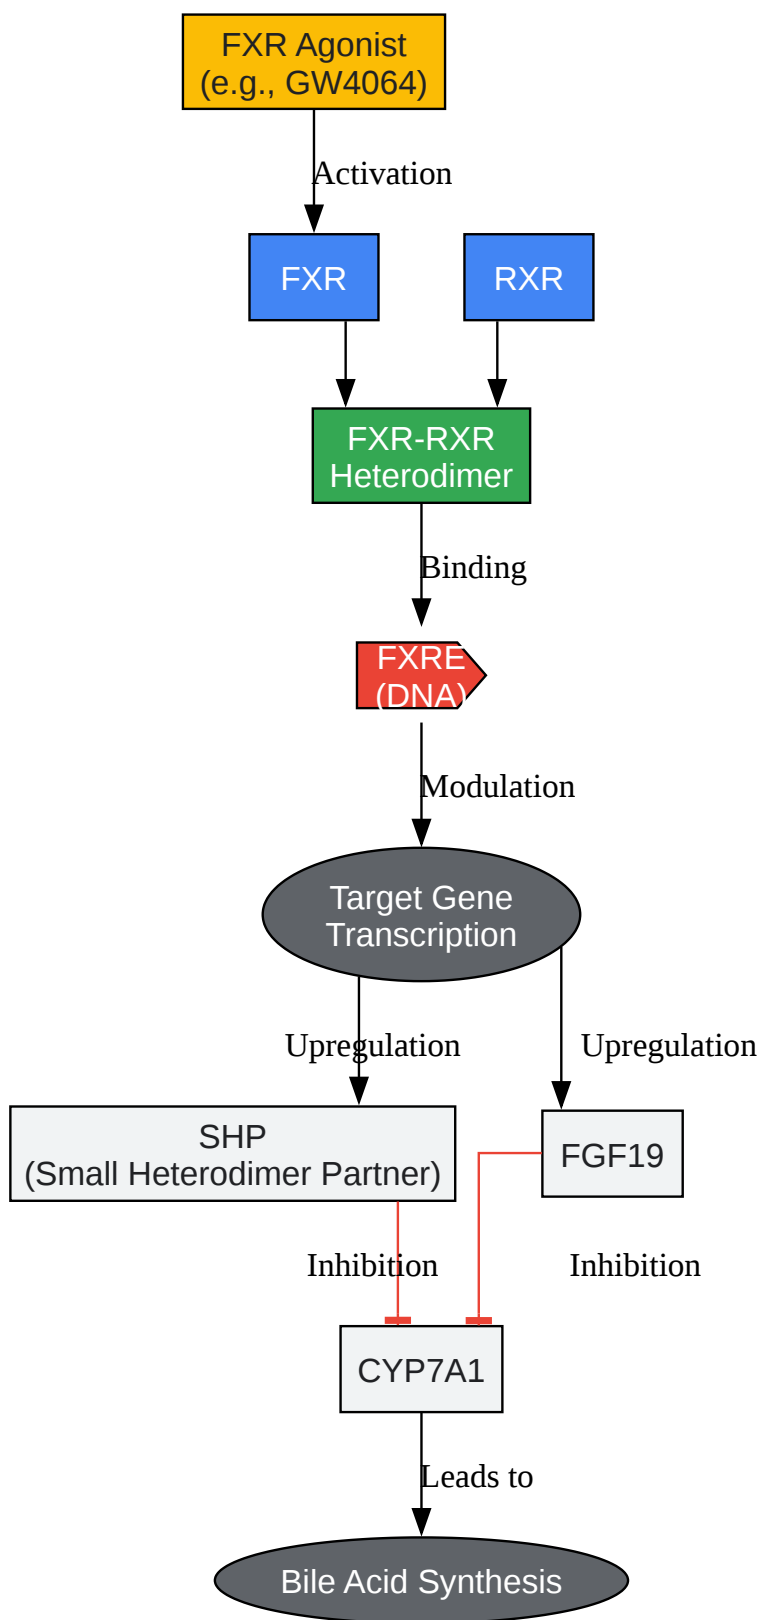 FXR Agonist
(e.g., GW4064)
Activation
FXR
RXR
FXR-RXR
Heterodimer
Binding
FXRE
(DNA)
Modulation
Target Gene
Transcription
Upregulation
Upregulation
SHP
(Small Heterodimer Partner)
FGF19
Inhibition
Inhibition
CYP7A1
Leads to
Bile Acid Synthesis